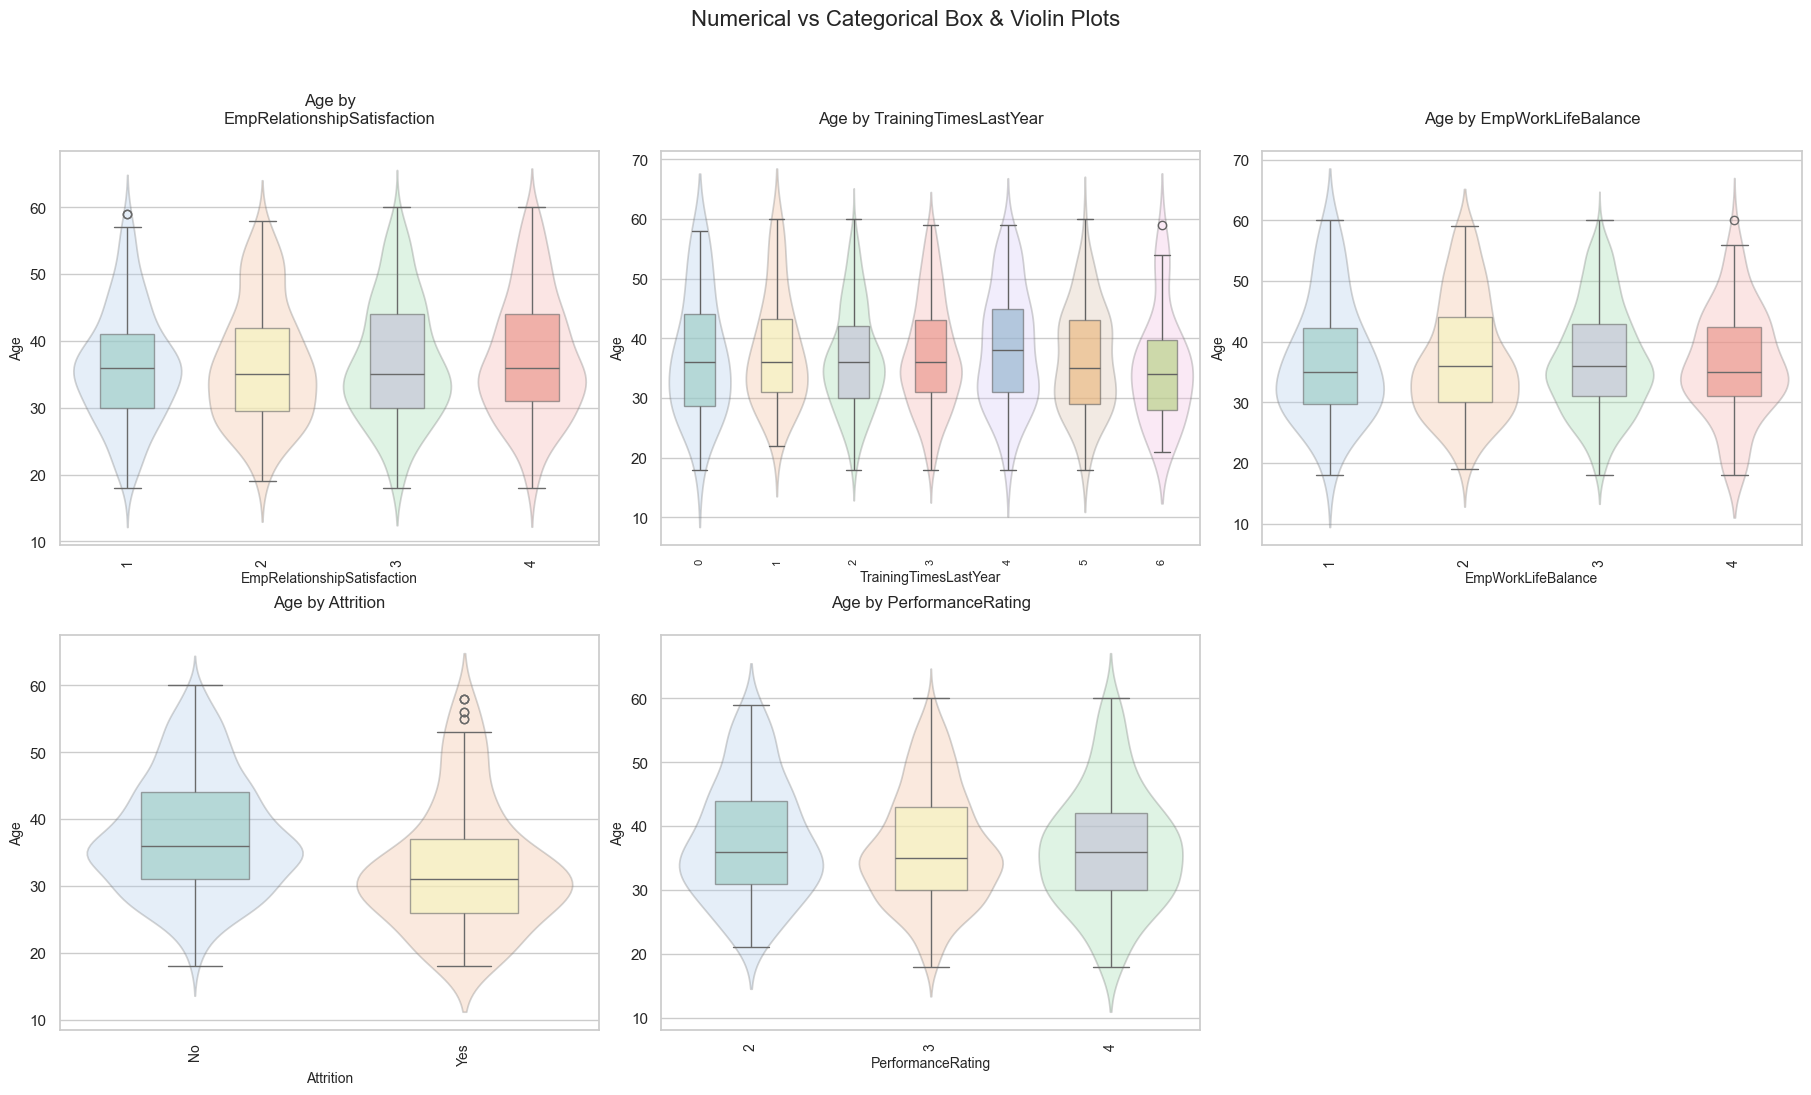 Numerical vs Categorical Box & Violin Plots
Age by
EmpRelationshipSatisfaction
Age
60
50
40
30
20
10
1
2
3
4
EmpRelationshipSatisfaction
Age by TrainingTimesLastYear
Age
70
60
50
40
30
20
10
0
1
2
3
4
5
6
TrainingTimesLastYear
Age by EmpWorkLifeBalance
Age
70
60
50
40
30
20
10
1
2
3
4
EmpWorkLifeBalance
Age by Attrition
Age
60
50
40
30
20
10
No
Yes
Attrition
Age by PerformanceRating
Age
60
50
40
30
20
10
2
3
4
PerformanceRating